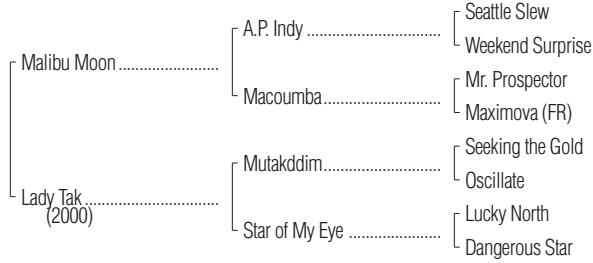 Seattle Slew
A.P. Indy ..........................
Weekend Surprise
Malibu Moon .........................
Mr. Prospector
Macoumba ..............................
Maximova (FR)
Seeking the Gold
Mutakddim..............................
Oscillate
Lady Tak ..................................
(2000)
Lucky North
Star of My Eye .......................
Dangerous Star